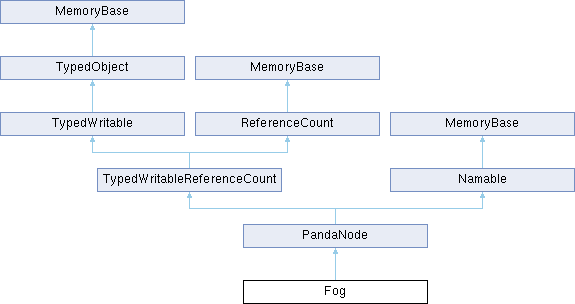 MemoryBase
TypedObject
MemoryBase
TypedWritable
ReferenceCount
MemoryBase
TypedWritableReferenceCount
Namable
PandaNode
Fog